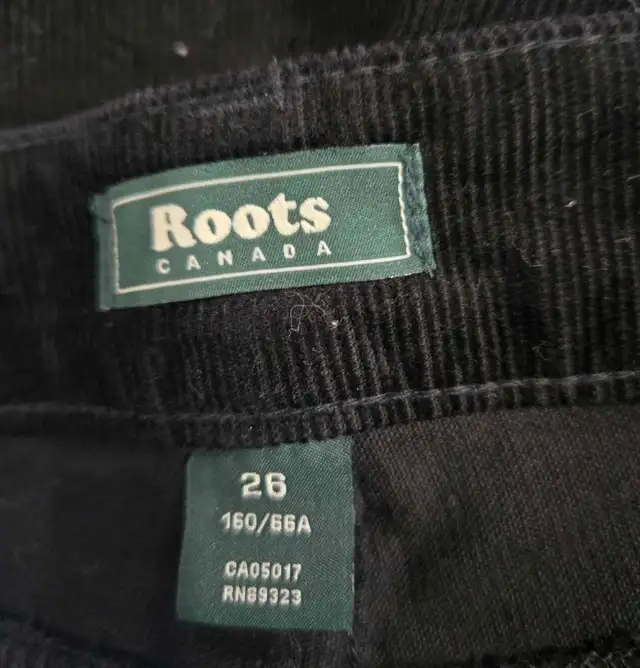 Roots
CANADA
26
160/66A
CA05017
RN89323